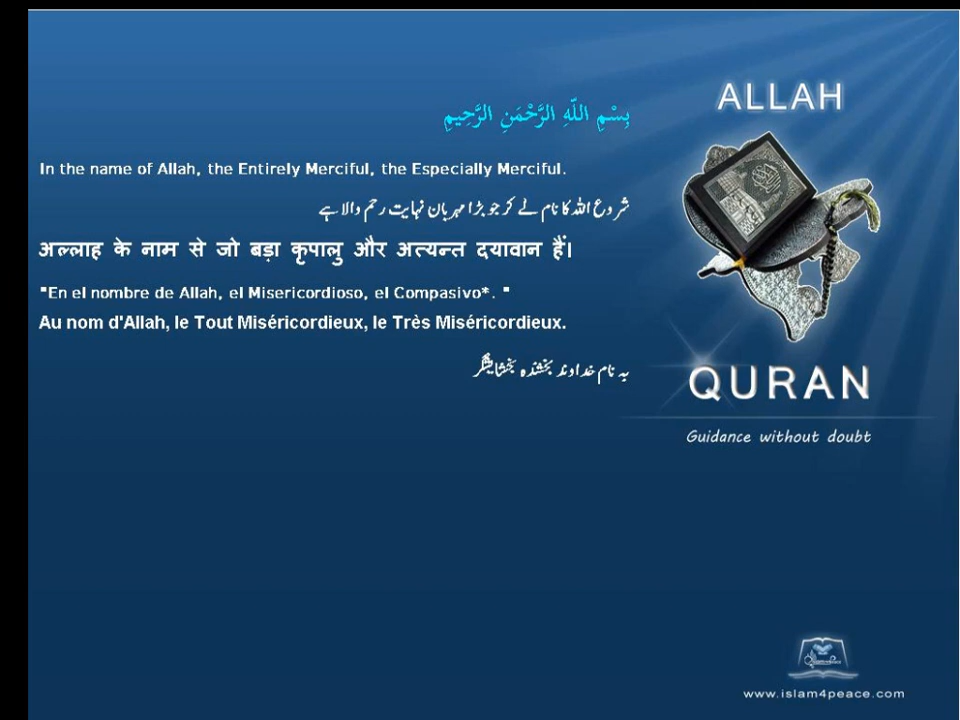 بِسْمِ اللّهِ الرَّحْمَنِ الرَّحِيمِ
In the name of Allah, the Entirely Merciful, the Especially Merciful.
شروع الله کا نام لے کر جو بڑا مہربان نہایت رحم والا ہے
अल्लाह के नाम से जो बड़ा कृपालु और अत्यन्त दयावान हैं।
"En el nombre de Allah, el Misericordioso, el Compasivo*. "
Au nom d'Allah, le Tout Miséricordieux, le Très Miséricordieux.
به نام خداوند بخشنده بخشایشگر
ALLAH
QURAN
Guidance without doubt
www.islam4peace.com